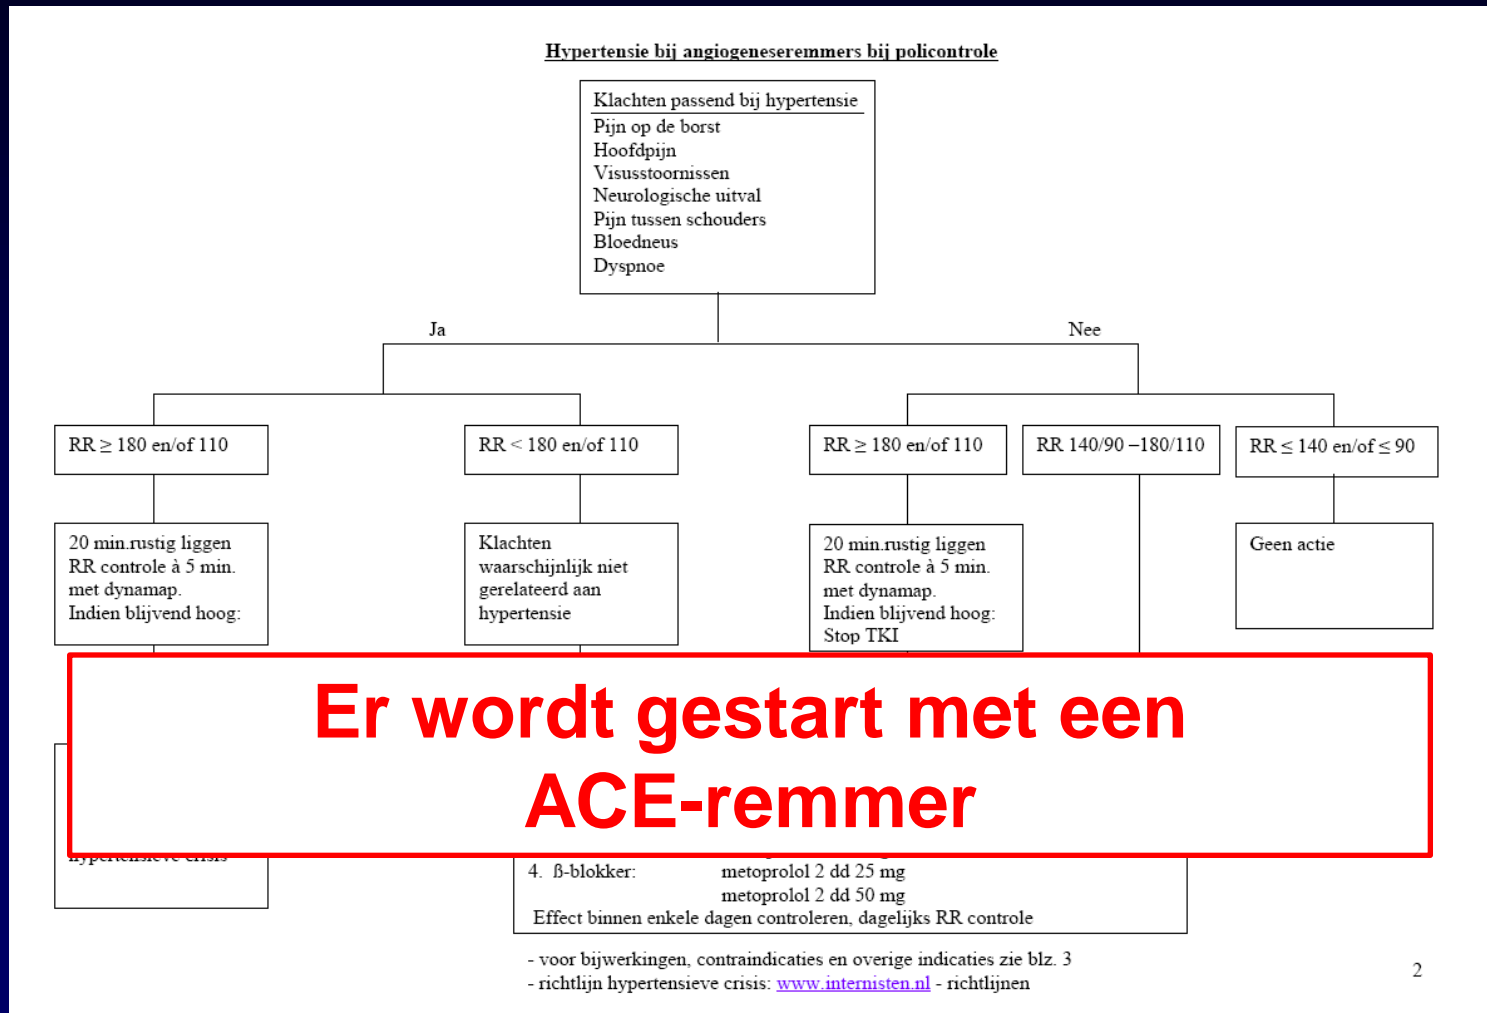 Hypertensie bij angiogeneseremmers bij policontrole
Klachten passend bij hypertensie
Pijn op de borst
Hoofdpijn
Visusstoornissen
Neurologische uitval
Pijn tussen schouders
Bloedneus
Dyspnoe
Ja
Nee
RR ≥ 180 en/of 110
RR < 180 en/of 110
RR ≥ 180 en/of 110
RR 140/90 –180/110
RR ≤ 140 en/of ≤ 90
20 min.rustig liggen
RR controle à 5 min.
met dynamap.
Indien blijvend hoog:
Klachten
waarschijnlijk niet
gerelateerd aan
hypertensie
20 min.rustig liggen
RR controle à 5 min.
met dynamap.
Indien blijvend hoog:
Stop TKI
Geen actie
Er wordt gestart met een
ACE-remmer
hypertensieve crisis
4. ß-blokker: metoprolol 2 dd 25 mg
metoprolol 2 dd 50 mg
Effect binnen enkele dagen controleren, dagelijks RR controle
- voor bijwerkingen, contraindicaties en overige indicaties zie blz. 3
- richtlijn hypertensieve crisis: www.internisten.nl - richtlijnen
2